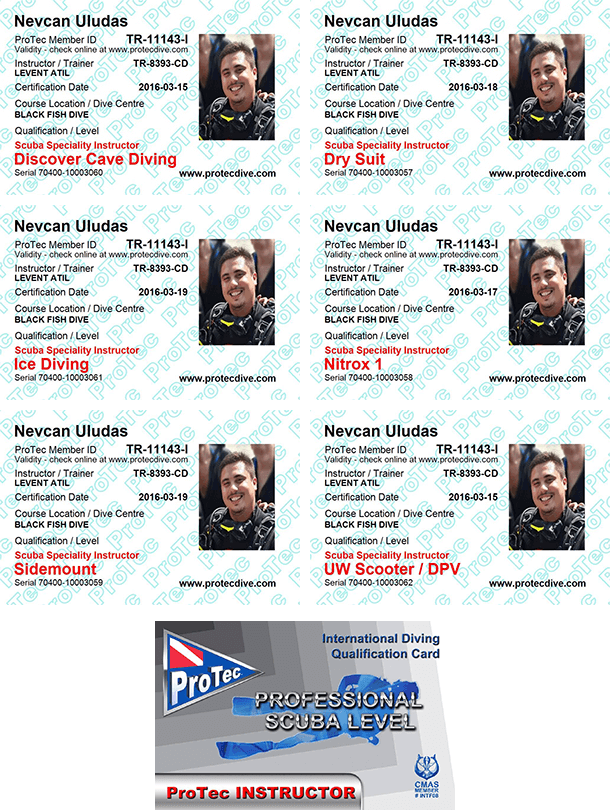 Nevcan Uludas
ProTec Member ID TR-11143-I
Validity - check online at www.protecdive.com
Instructor / Trainer TR-8393-CD
LEVENT ATIL
Certification Date 2016-03-15
Course Location / Dive Centre
BLACK FISH DIVE
Qualification / Level
Scuba Speciality Instructor
Discover Cave Diving
Serial 70400-10003060 www.protecdive.com
Nevcan Uludas
ProTec Member ID TR-11143-I
Validity - check online at www.protecdive.com
Instructor / Trainer TR-8393-CD
LEVENT ATIL
Certification Date 2016-03-18
Course Location / Dive Centre
BLACK FISH DIVE
Qualification / Level
Scuba Speciality Instructor
Dry Suit
Serial 70400-10003057 www.protecdive.com
Nevcan Uludas
ProTec Member ID TR-11143-I
Validity - check online at www.protecdive.com
Instructor / Trainer TR-8393-CD
LEVENT ATIL
Certification Date 2016-03-19
Course Location / Dive Centre
BLACK FISH DIVE
Qualification / Level
Scuba Speciality Instructor
Ice Diving
Serial 70400-10003061 www.protecdive.com
Nevcan Uludas
ProTec Member ID TR-11143-I
Validity - check online at www.protecdive.com
Instructor / Trainer TR-8393-CD
LEVENT ATIL
Certification Date 2016-03-17
Course Location / Dive Centre
BLACK FISH DIVE
Qualification / Level
Scuba Speciality Instructor
Nitrox 1
Serial 70400-10003058 www.protecdive.com
Nevcan Uludas
ProTec Member ID TR-11143-I
Validity - check online at www.protecdive.com
Instructor / Trainer TR-8393-CD
LEVENT ATIL
Certification Date 2016-03-19
Course Location / Dive Centre
BLACK FISH DIVE
Qualification / Level
Scuba Speciality Instructor
Sidemount
Serial 70400-10003059 www.protecdive.com
Nevcan Uludas
ProTec Member ID TR-11143-I
Validity - check online at www.protecdive.com
Instructor / Trainer TR-8393-CD
LEVENT ATIL
Certification Date 2016-03-15
Course Location / Dive Centre
BLACK FISH DIVE
Qualification / Level
Scuba Speciality Instructor
UW Scooter / DPV
Serial 70400-10003062 www.protecdive.com
International Diving
Qualification Card
ProTec
PROFESSIONAL
SCUBA LEVEL
CMAS
MEMBER
# INTF08
ProTec INSTRUCTOR